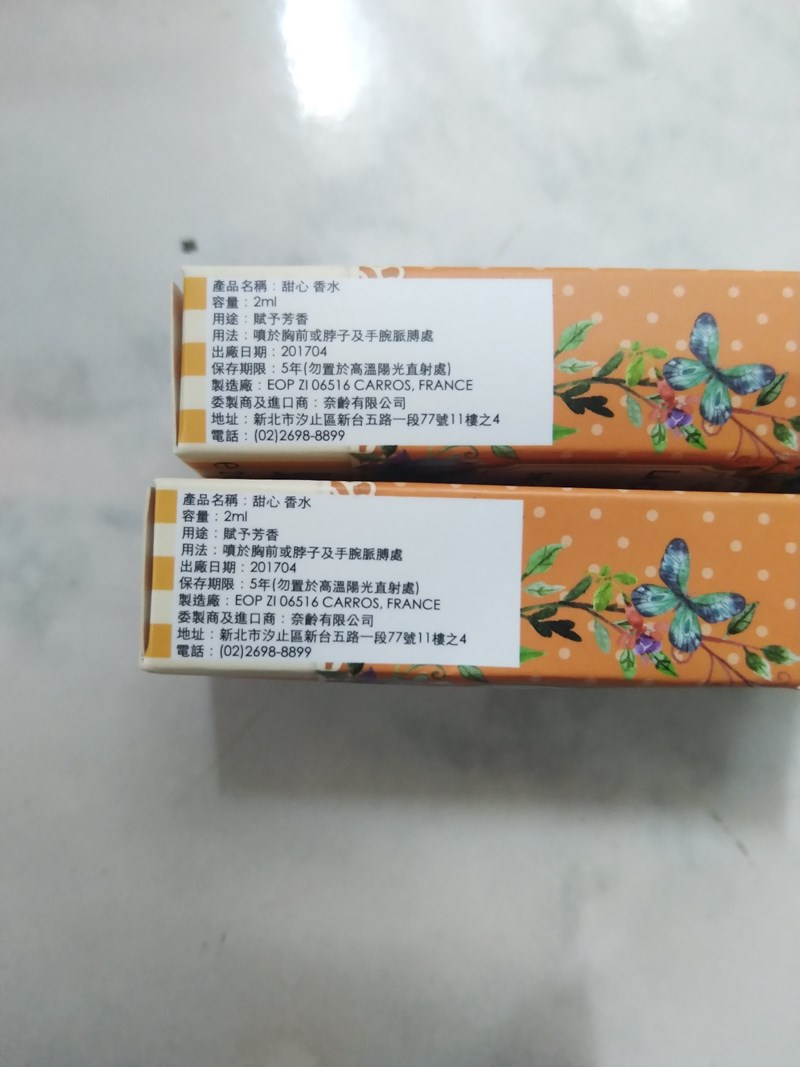 產品名稱：甜心 香水
容量：2ml
用途：賦予芳香
用法：噴於胸前或脖子及手腕脈膊處
出廠日期：201704
保存期限：5年(勿置於高溫陽光直射處)
製造廠：EOP ZI 06516 CARROS, FRANCE
委製商及進口商：奈齡有限公司
地址：新北市汐止區新台五路一段77號11樓之4
電話：(02)2698-8899
產品名稱：甜心 香水
容量：2ml
用途：賦予芳香
用法：噴於胸前或脖子及手腕脈膊處
出廠日期：201704
保存期限：5年(勿置於高溫陽光直射處)
製造廠：EOP ZI 06516 CARROS, FRANCE
委製商及進口商：奈齡有限公司
地址：新北市汐止區新台五路一段77號11樓之4
電話：(02)2698-8899